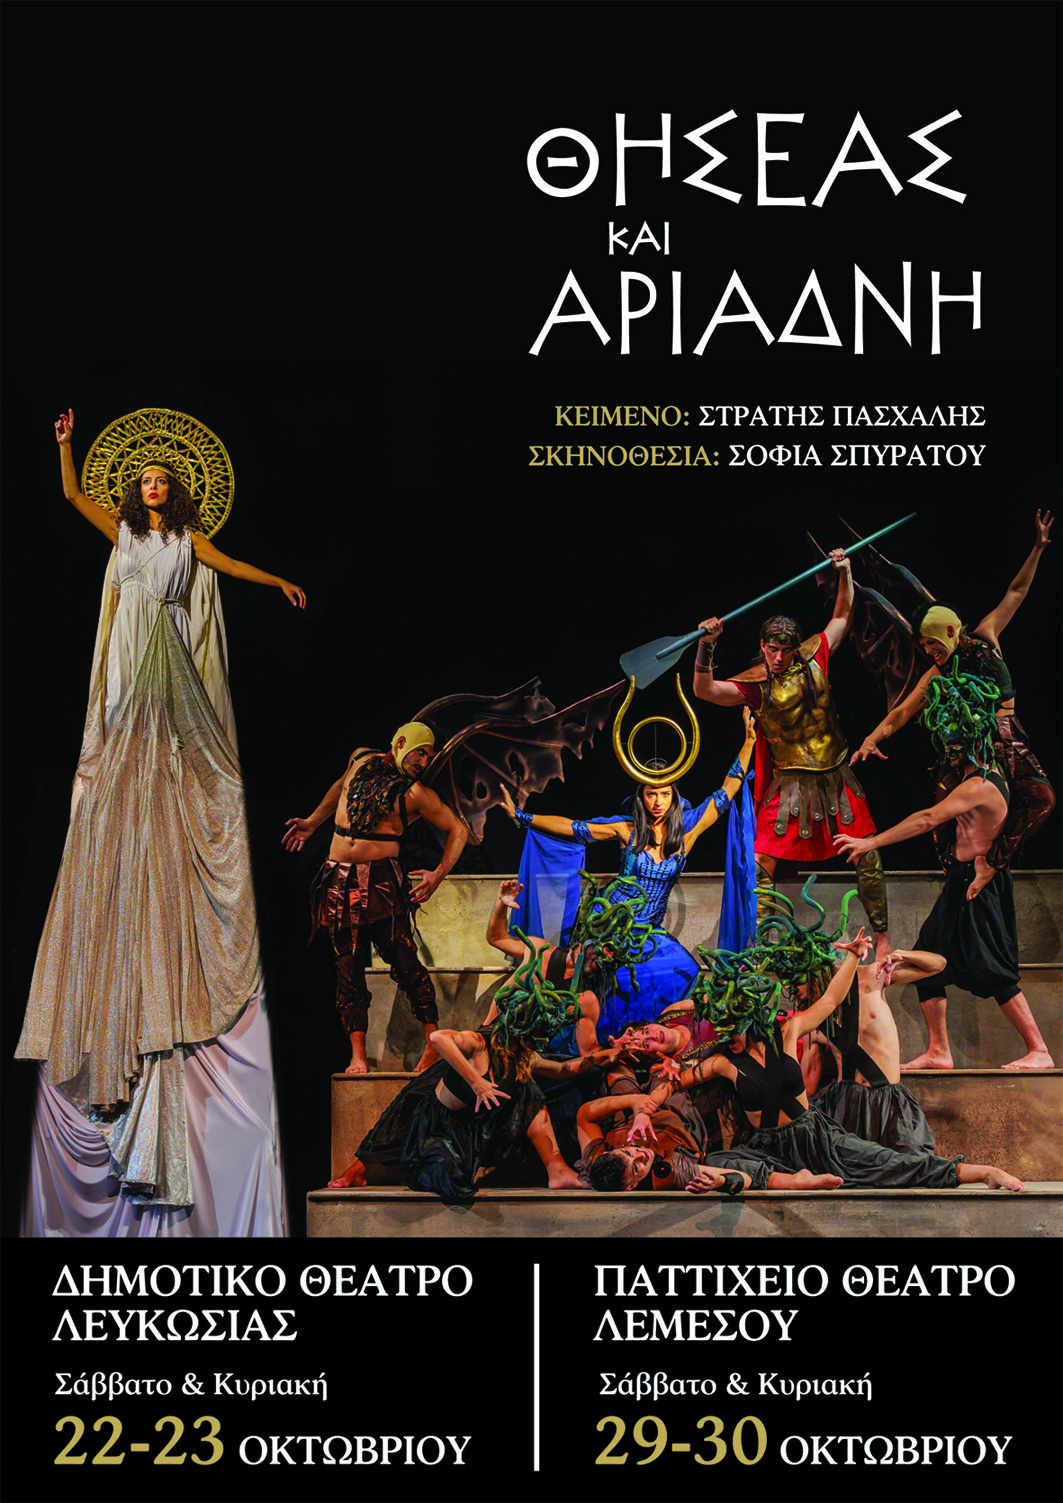 ΘΗΣΕΑΣ
ΚΑΙ
ΑΡΙΑΔΝΗ
ΚΕΙΜΕΝΟ: ΣΤΡΑΤΗΣ ΠΑΣΧΑΛΗΣ
ΣΚΗΝΟΘΕΣΙΑ: ΣΟΦΙΑ ΣΠΥΡΑΤΟΥ
ΔΗΜΟΤΙΚΟ ΘΕΑΤΡΟ
ΛΕΥΚΩΣΙΑΣ
Σάββατο & Κυριακή
22-23 ΟΚΤΩΒΡΙΟΥ
ΠΑΤΤΙΧΕΙΟ ΘΕΑΤΡΟ
ΛΕΜΕΣΟΥ
Σάββατο & Κυριακή
29-30 ΟΚΤΩΒΡΙΟΥ